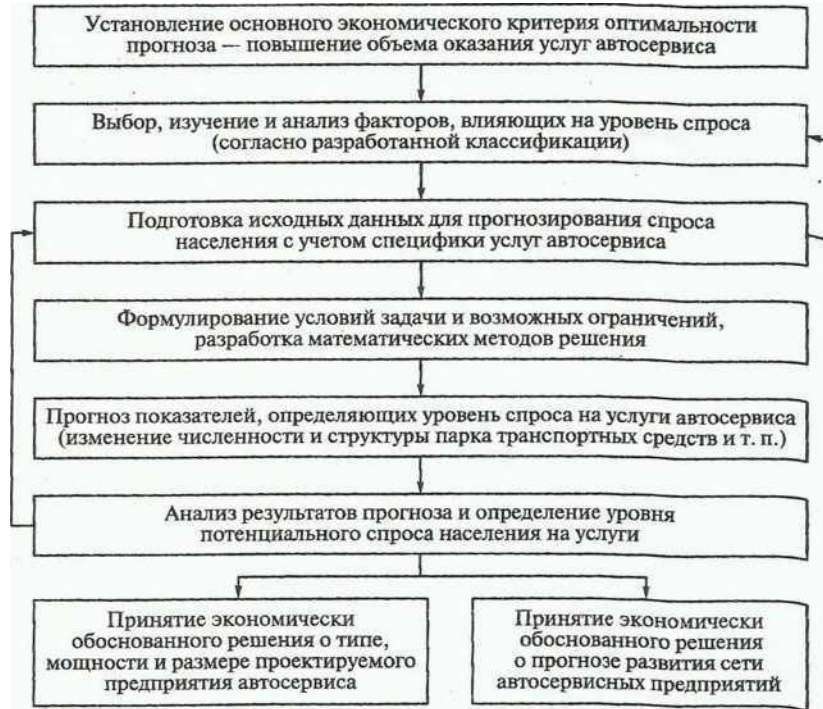 Установление основного экономического критерия оптимальности
прогноза — повышение объема оказания услуг автосервиса
Выбор, изучение и анализ факторов, влияющих на уровень спроса
(согласно разработанной классификации)
Подготовка исходных данных для прогнозирования спроса
населения с учетом специфики услуг автосервиса
Формулирование условий задачи и возможных ограничений,
разработка математических методов решения
Прогноз показателей, определяющих уровень спроса на услуги автосервиса
(изменение численности и структуры парка транспортных средств и т. п.)
Анализ результатов прогноза и определение уровня
потенциального спроса населения на услуги
Принятие экономически
обоснованного решения о типе,
мощности и размере проектируемого
предприятия автосервиса
Принятие экономически
обоснованного решения
о прогнозе развития сети
автосервисных предприятий